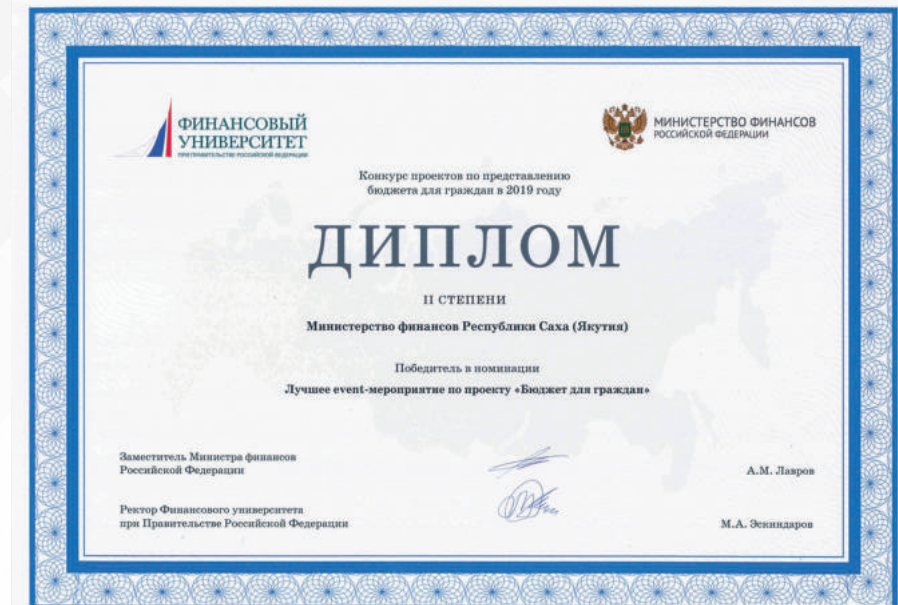 ФИНАНСОВЫЙ
УНИВЕРСИТЕТ
ПРИ ПРАВИТЕЛЬСТВЕ РОССИЙСКОЙ ФЕДЕРАЦИИ
МИНИСТЕРСТВО ФИНАНСОВ
РОССИЙСКОЙ ФЕДЕРАЦИИ
Конкурс проектов по представлению
бюджета для граждан в 2019 году
ДИПЛОМ
II СТЕПЕНИ
Министерство финансов Республики Саха (Якутия)
Победитель в номинации
Лучшее event-мероприятие по проекту «Бюджет для граждан»
Заместитель Министра финансов
Российской Федерации
А.М. Лавров
Ректор Финансового университета
при Правительстве Российской Федерации
М.А. Эскиндаров